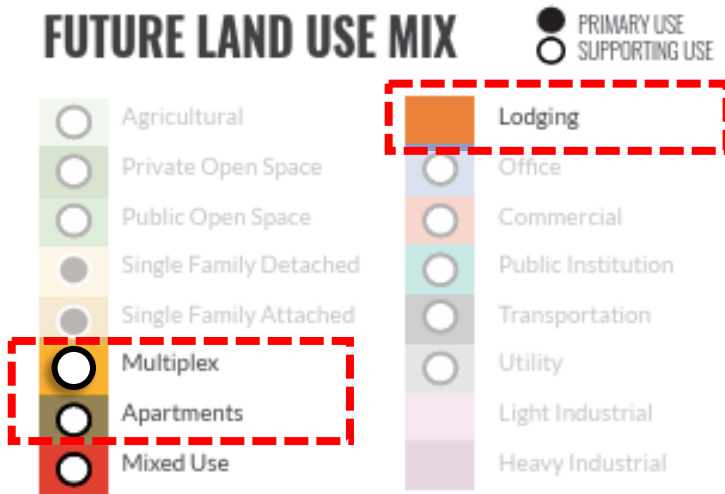 FUTURE LAND USE MIX
PRIMARY USE
SUPPORTING USE
Agricultural
Private Open Space
Public Open Space
Single Family Detached
Single Family Attached
Multiplex
Apartments
Mixed Use
Lodging
Office
Commercial
Public Institution
Transportation
Utility
Light Industrial
Heavy Industrial